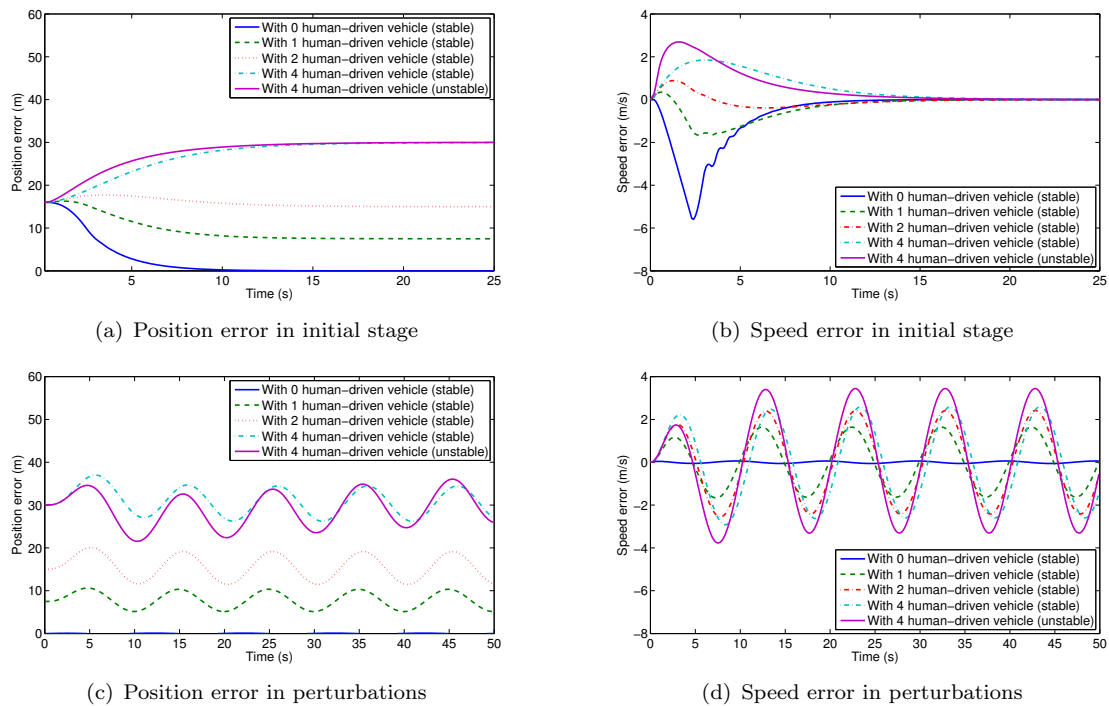 60
50
40
30
20
10
0
5
10
15
20
25
Position error (m)
Time (s)
With 0 human−driven vehicle (stable)
With 1 human−driven vehicle (stable)
With 2 human−driven vehicle (stable)
With 4 human−driven vehicle (stable)
With 4 human−driven vehicle (unstable)
(a) Position error in initial stage
4
2
0
−2
−4
−6
−8
0
5
10
15
20
25
Speed error (m/s)
Time (s)
With 0 human−driven vehicle (stable)
With 1 human−driven vehicle (stable)
With 2 human−driven vehicle (stable)
With 4 human−driven vehicle (stable)
With 4 human−driven vehicle (unstable)
(b) Speed error in initial stage
60
50
40
30
20
10
0
0
5
10
15
20
25
30
35
40
45
50
Position error (m)
Time (s)
With 0 human−driven vehicle (stable)
With 1 human−driven vehicle (stable)
With 2 human−driven vehicle (stable)
With 4 human−driven vehicle (stable)
With 4 human−driven vehicle (unstable)
(c) Position error in perturbations
4
2
0
−2
−4
−6
−8
0
5
10
15
20
25
30
35
40
45
50
Speed error (m/s)
Time (s)
With 0 human−driven vehicle (stable)
With 1 human−driven vehicle (stable)
With 2 human−driven vehicle (stable)
With 4 human−driven vehicle (stable)
With 4 human−driven vehicle (unstable)
(d) Speed error in perturbations